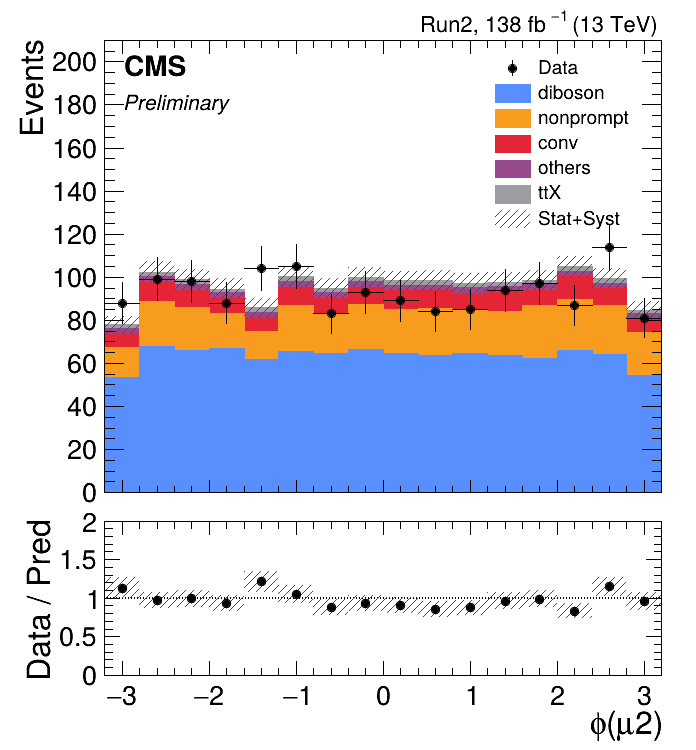 Run2, 138 fb⁻¹ (13 TeV)
CMS
Preliminary
Events
200
180
160
140
120
100
80
60
40
20
0
Data
diboson
nonprompt
conv
others
ttX
Stat+Syst
Data / Pred
2
1.5
1
0.5
0
−3 −2 −1 0 1 2 3
ϕ(μ2)